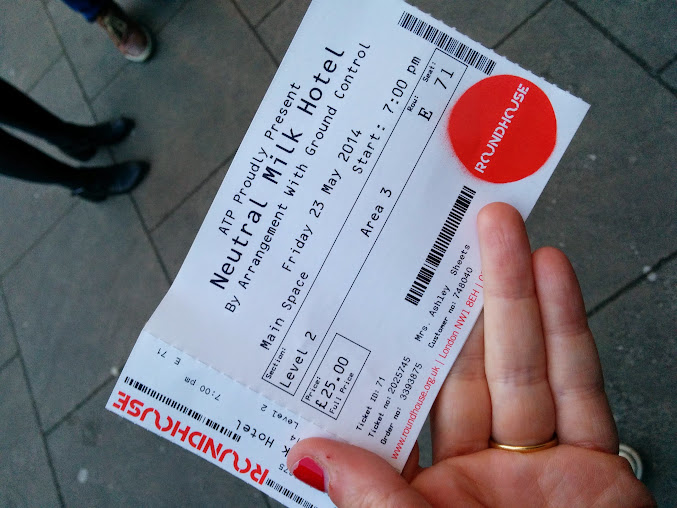 ATP Proudly Present
Neutral Milk Hotel
By Arrangement With Ground Control
Main Space Friday 23 May 2014
Start: 7:00 pm
Section: Level 2
Area 3
Row: E
Seat: 71
Price: £25.00
Full Price
ROUNDHOUSE
Ticket ID: 71
Ticket no: 2025745
Order no: 3393875
Mrs. Ashley Sheets
Customer no: 748040
www.roundhouse.org.uk | London NW1 8EH |
E 71
7:00 pm
Level 2
K Hotel
14
ROUNDHOUSE
ROUNDHOUSE